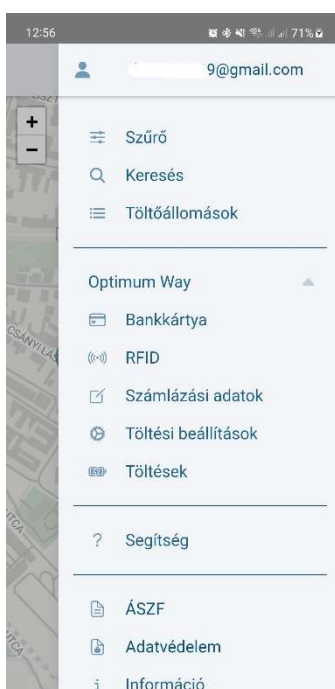 12:56
71%
9@gmail.com
+
−
Szűrő
Keresés
Töltőállomások
Optimum Way
Bankkártya
RFID
Számlázási adatok
Töltési beállítások
Töltések
? Segítség
ÁSZF
Adatvédelem
i Információ
UTCA